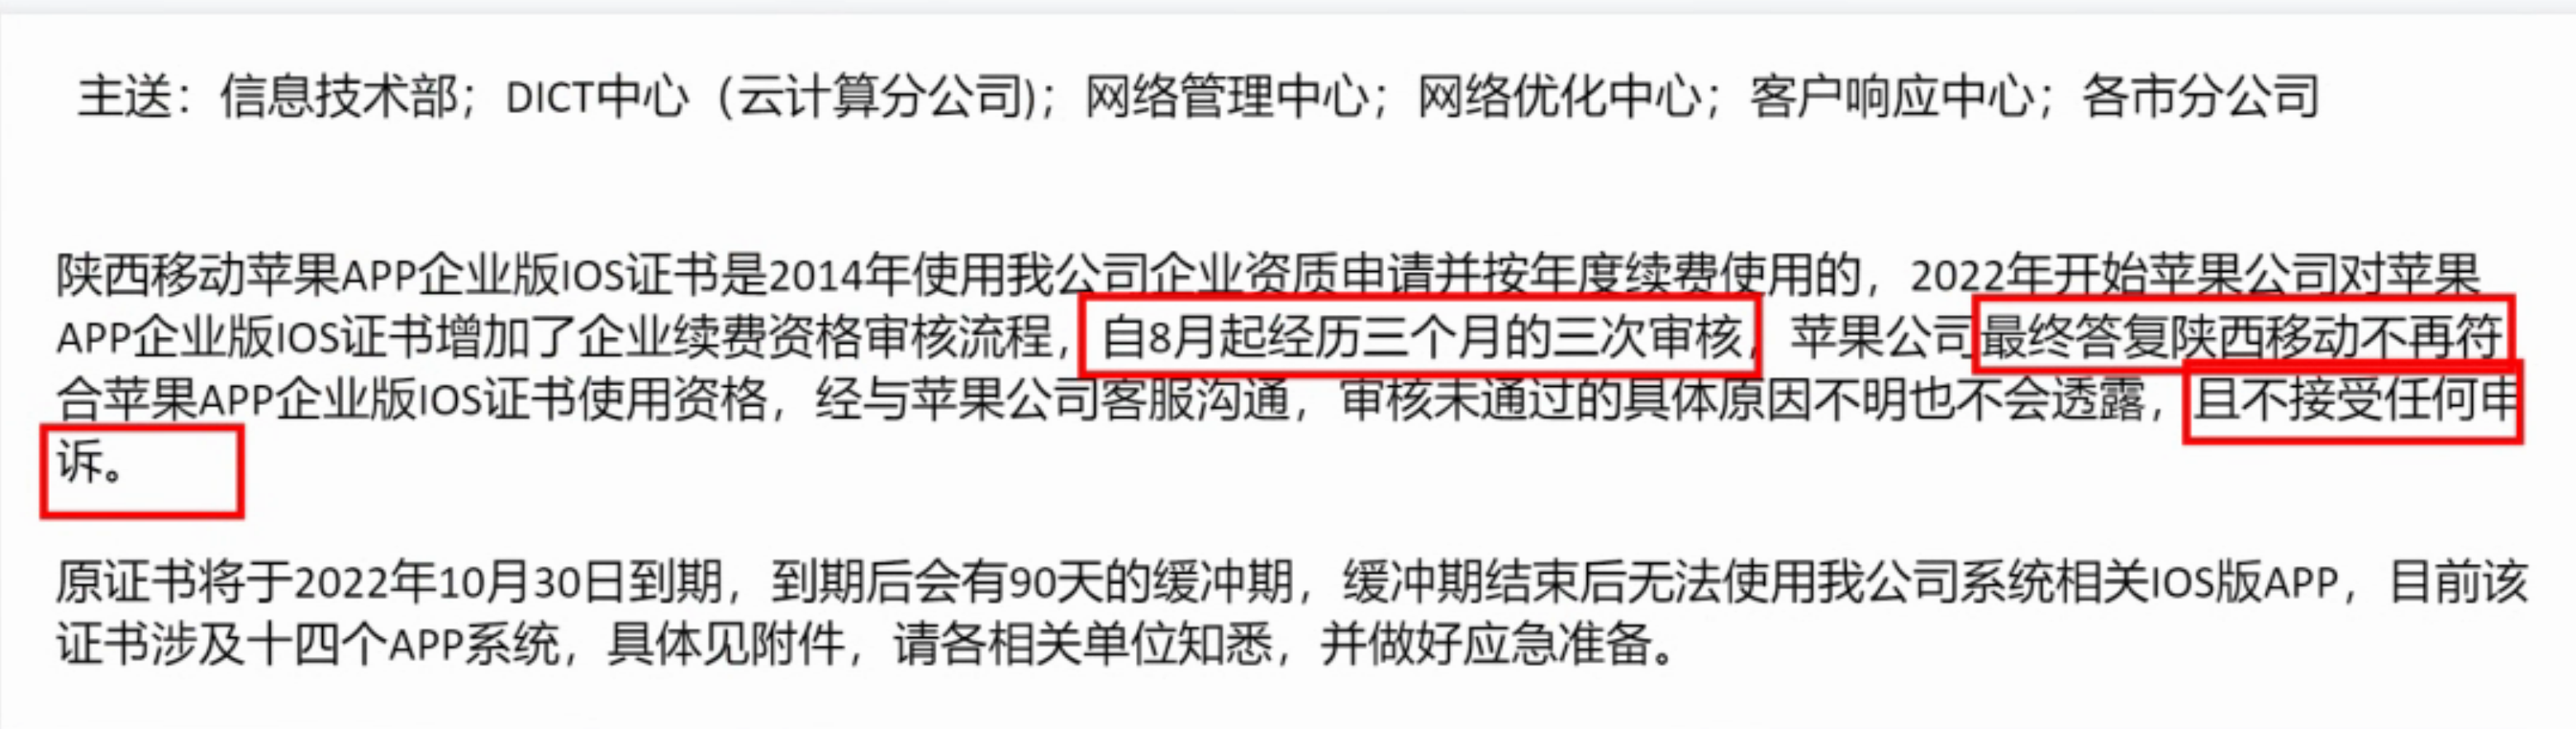 主送：信息技术部；DICT中心（云计算分公司)；网络管理中心；网络优化中心；客户响应中心；各市分公司
陕西移动苹果APP企业版IOS证书是2014年使用我公司企业资质申请并按年度续费使用的，2022年开始苹果公司对苹果
APP企业版IOS证书增加了企业续费资格审核流程，自8月起经历三个月的三次审核，苹果公司最终答复陕西移动不再符
合苹果APP企业版IOS证书使用资格，经与苹果公司客服沟通，审核未通过的具体原因不明也不会透露，且不接受任何申
诉。
原证书将于2022年10月30日到期，到期后会有90天的缓冲期，缓冲期结束后无法使用我公司系统相关IOS版APP，目前该
证书涉及十四个APP系统，具体见附件，请各相关单位知悉，并做好应急准备。